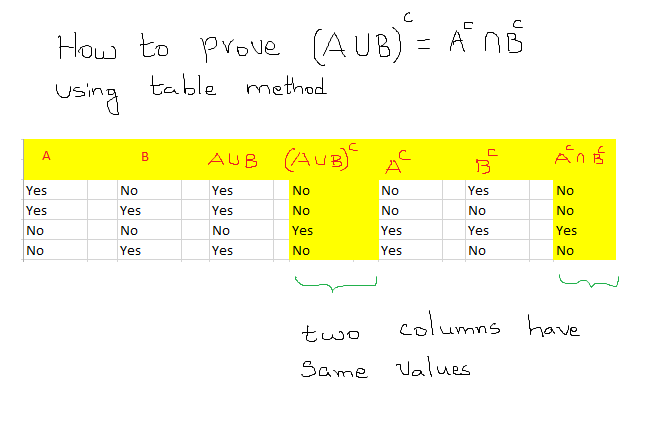 How to prove (A∪B)ᶜ = Aᶜ ∩ Bᶜ
using table method
A B A∪B (A∪B)ᶜ Aᶜ Bᶜ Aᶜ∩Bᶜ
Yes No Yes No No Yes No
Yes Yes Yes No No No No
No No No Yes Yes Yes Yes
No Yes Yes No Yes No No
two columns have
same values